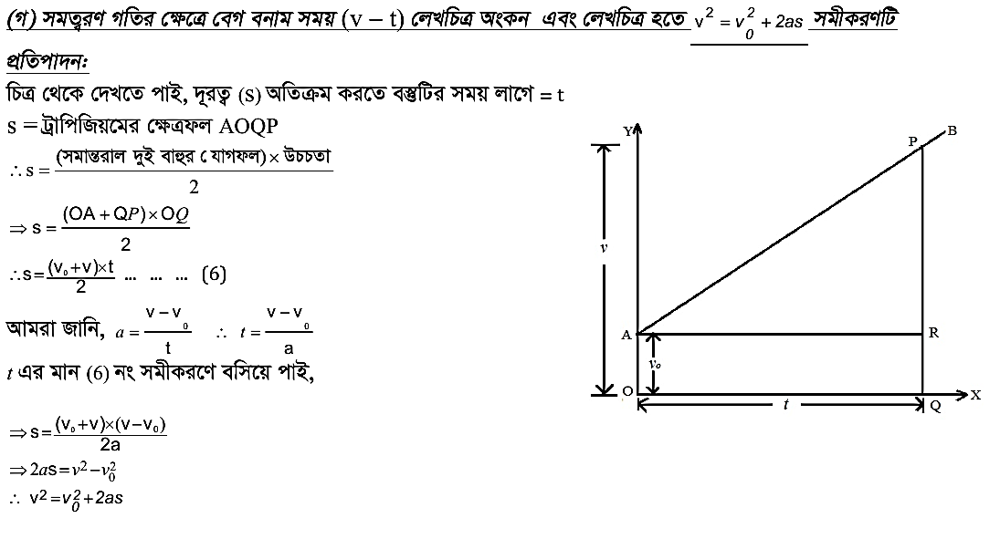 (গ) সমত্বরণ গতির ক্ষেত্রে বেগ বনাম সময় (v – t) লেখচিত্র অংকন এবং লেখচিত্র হতে v² = v₀² + 2as সমীকরণটি
প্রতিপাদন:
চিত্র থেকে দেখতে পাই, দূরত্ব (s) অতিক্রম করতে বস্তুটির সময় লাগে = t
s = ট্রাপিজিয়মের ক্ষেত্রফল AOQP
∴ s = (সমান্তরাল দুই বাহুর যোগফল) × উচচতা / 2
⇒ s = (OA + QP) × OQ / 2
∴ s = (v₀+v)×t / 2 ... ... ... (6)
আমরা জানি, a = v – v₀ / t ∴ t = v – v₀ / a
t এর মান (6) নং সমীকরণে বসিয়ে পাই,
⇒ s = (v₀+v)×(v–v₀) / 2a
⇒ 2as = v² – v₀²
∴ v² = v₀² + 2as
Y
P
B
v
A
R
v₀
O
t
Q
X